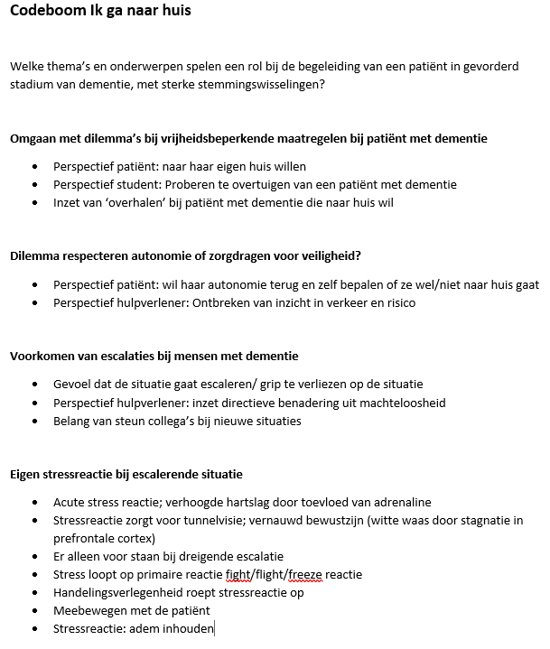 Codeboom Ik ga naar huis
Welke thema's en onderwerpen spelen een rol bij de begeleiding van een patiënt in gevorderd
stadium van dementie, met sterke stemmingswisselingen?
Omgaan met dilemma's bij vrijheidsbeperkende maatregelen bij patiënt met dementie
• Perspectief patiënt: naar haar eigen huis willen
• Perspectief student: Proberen te overtuigen van een patiënt met dementie
• Inzet van 'overhalen' bij patiënt met dementie die naar huis wil
Dilemma respecteren autonomie of zorgdragen voor veiligheid?
• Perspectief patiënt: wil haar autonomie terug en zelf bepalen of ze wel/niet naar huis gaat
• Perspectief hulpverlener: Ontbreken van inzicht in verkeer en risico
Voorkomen van escalaties bij mensen met dementie
• Gevoel dat de situatie gaat escaleren/ grip te verliezen op de situatie
• Perspectief hulpverlener: inzet directieve benadering uit machteloosheid
• Belang van steun collega's bij nieuwe situaties
Eigen stressreactie bij escalerende situatie
• Acute stress reactie; verhoogde hartslag door toevloed van adrenaline
• Stressreactie zorgt voor tunnelvisie; vernauwd bewustzijn (witte waas door stagnatie in
prefrontale cortex)
• Er alleen voor staan bij dreigende escalatie
• Stress loopt op primaire reactie fight/flight/freeze reactie
• Handelingsverlegenheid roept stressreactie op
• Meebewegen met de patiënt
• Stressreactie: adem inhouden